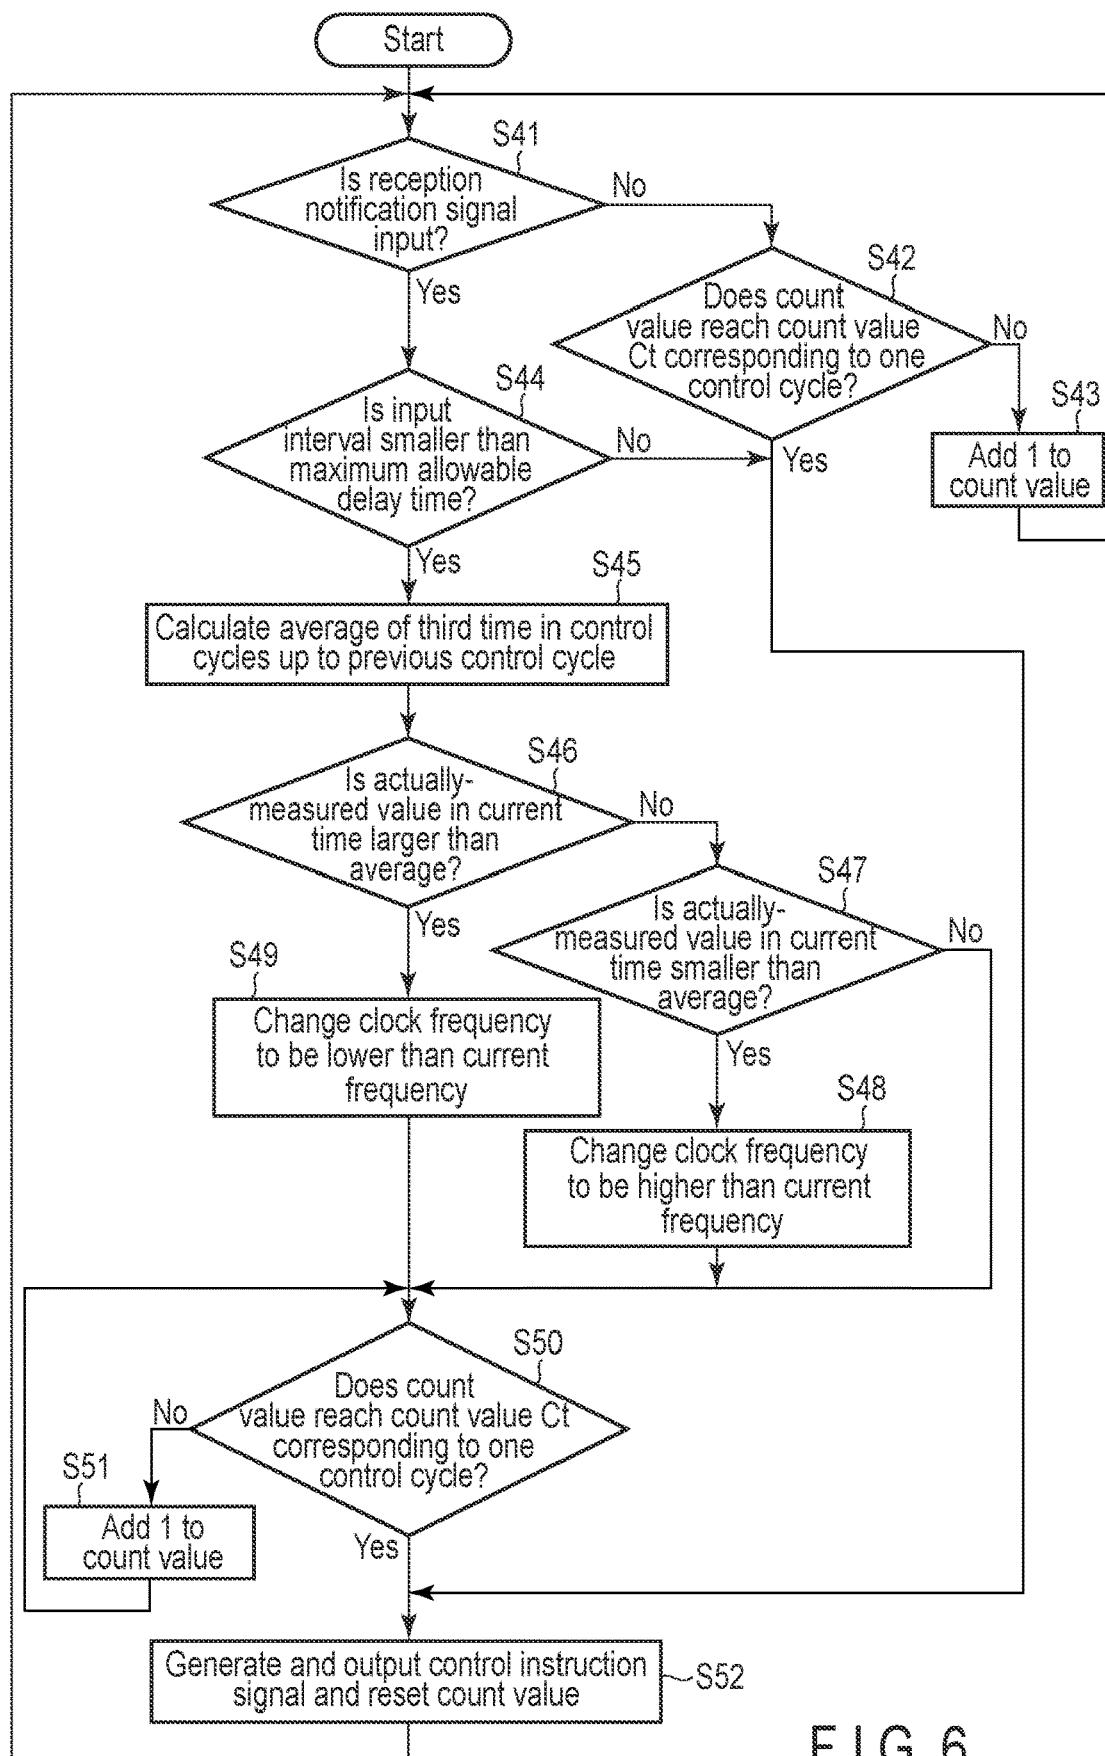 Start
S41
Is reception
notification signal
input?
No
Yes
S42
Does count
value reach count value
Ct corresponding to one
control cycle?
No
Yes
S43
Add 1 to
count value
S44
Is input
interval smaller than
maximum allowable
delay time?
No
Yes
S45
Calculate average of third time in control
cycles up to previous control cycle
S46
Is actually-
measured value in current
time larger than
average?
No
Yes
S47
Is actually-
measured value in current
time smaller than
average?
No
Yes
S49
Change clock frequency
to be lower than current
frequency
S48
Change clock frequency
to be higher than current
frequency
S50
Does count
value reach count value Ct
corresponding to one
control cycle?
No
Yes
S51
Add 1 to
count value
Generate and output control instruction
signal and reset count value
S52
FIG. 6